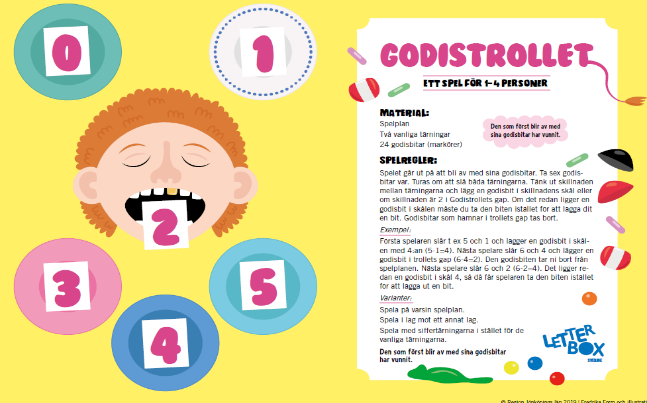 0
1
2
3
5
4
GODISTROLLET
ETT SPEL FÖR 1-4 PERSONER
MATERIAL:
Spelplan
Två vanliga tärningar
24 godisbitar (markörer)
Den som först blir av med
sina godisbitar har vunnit.
SPELREGLER:
Spelet går ut på att bli av med sina godisbitar. Ta sex godis-
bitar var. Turas om att slå båda tärningarna. Tänk ut skillnaden
mellan tärningarna och lägg en godisbit i skillnadens skål eller
om skillnaden är 2 i Godistrollets gap. Om det redan ligger en
godisbit i skålen måste du ta den biten istället för att lägga dit
en bit. Godisbitar som hamnar i trollets gap tas bort.
Exempel:
Första spelaren slår t ex 5 och 1 och lägger en godisbit i skål-
en med 4:an (5-1=4). Nästa spelare slår 6 och 4 och lägger en
godisbit i trollets gap (6-4=2). Den godisbiten tar ni bort från
spelplanen. Nästa spelare slår 6 och 2 (6-2=4). Det ligger re-
dan en godisbit i skål 4, så då får spelaren ta den biten istället
för att lägga ut en bit.
Varianter:
Spela på varsin spelplan.
Spela i lag mot ett annat lag.
Spela med siffertärningarna i stället för de
vanliga tärningarna.
Den som först blir av med sina godisbitar
har vunnit.
LETTER
BOX